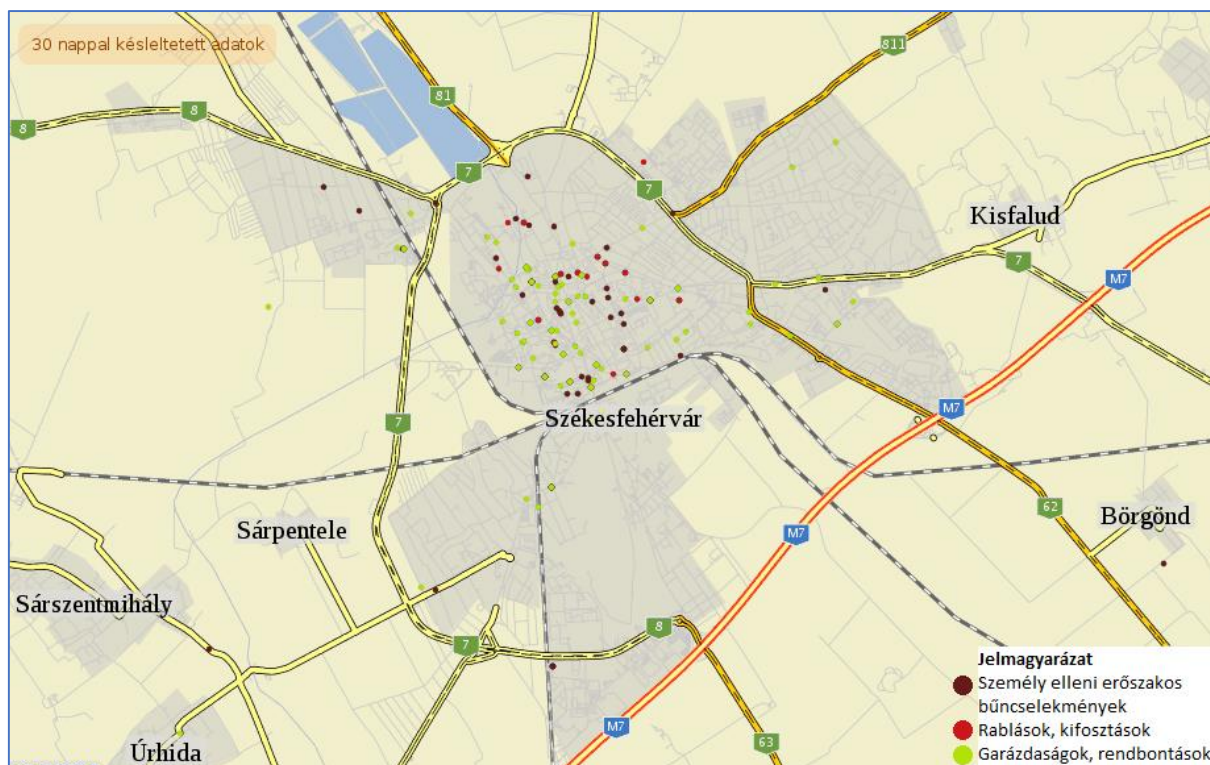 30 nappal késleltetett adatok
811
81
8
8
7
7
Kisfalud
7
M7
M7
Székesfehérvár
7
62
Börgönd
Sárpentele
M7
Sárszentmihály
8
7
Jelmagyarázat
Személy elleni erőszakos
bűncselekmények
Rablások, kifosztások
Garázdaságok, rendbontások
M7
63
Úrhida